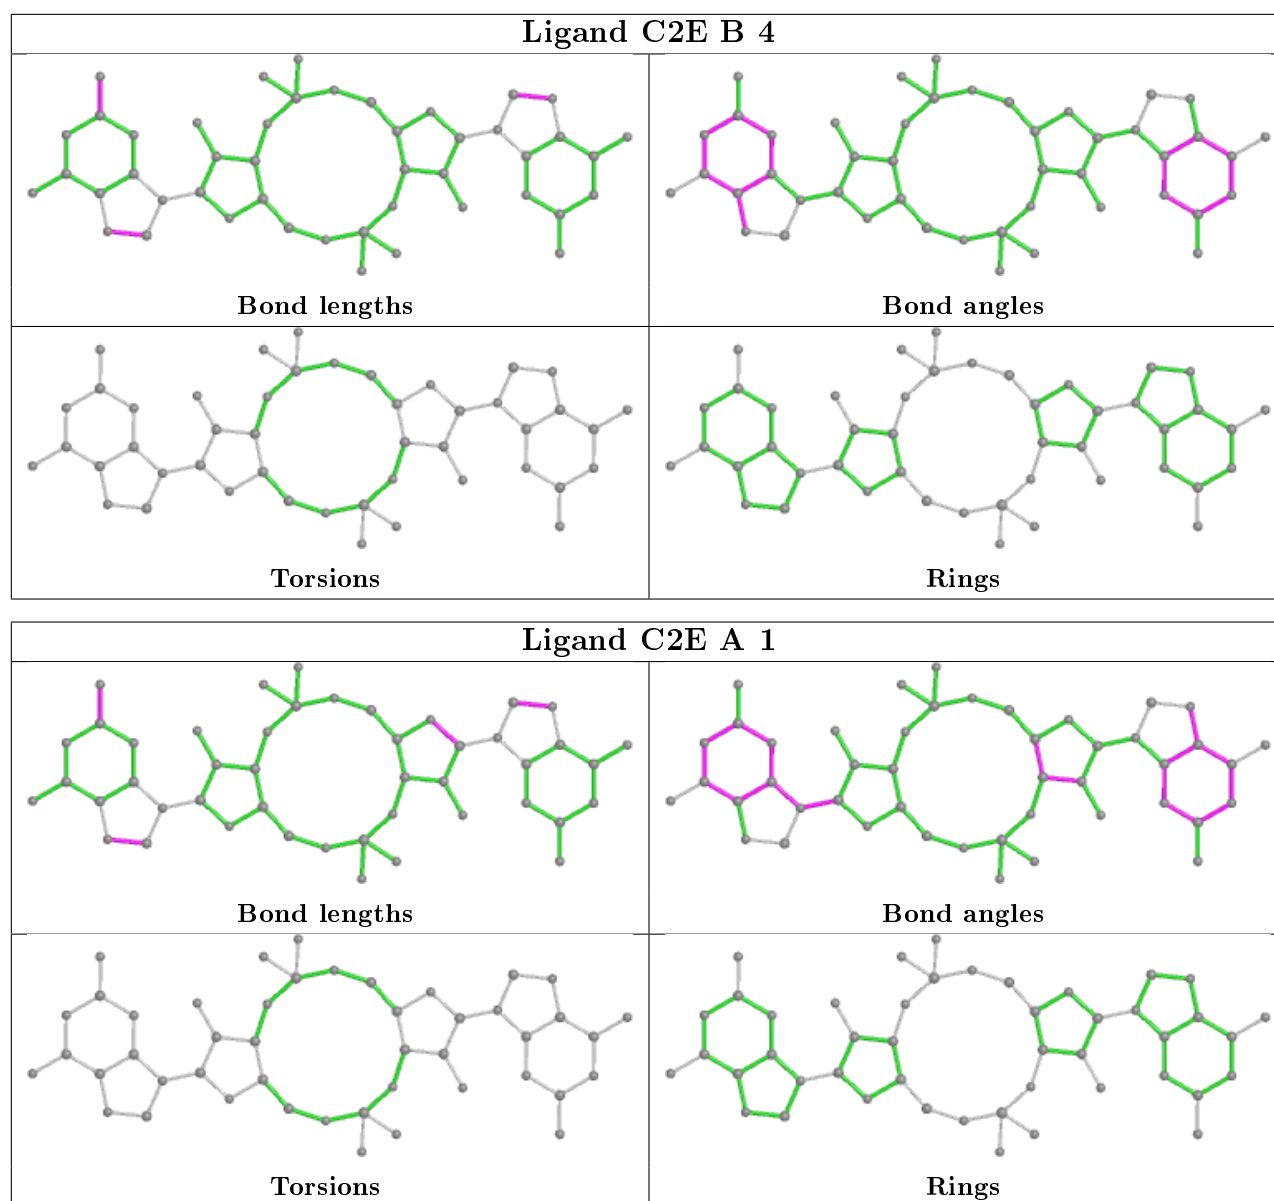 Ligand C2E B 4
Bond lengths
Bond angles
Torsions
Rings
Ligand C2E A 1
Bond lengths
Bond angles
Torsions
Rings